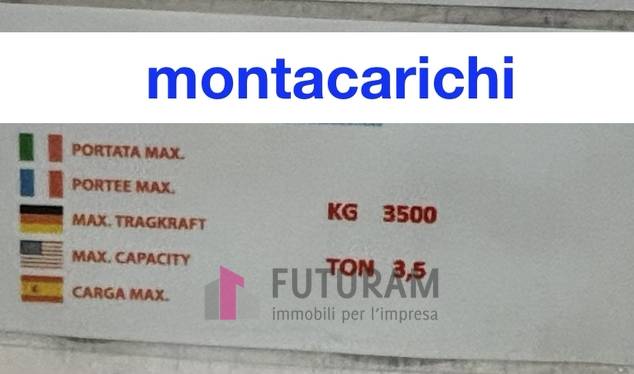 montacarichi
PORTATA MAX.
PORTEE MAX.
MAX. TRAGKRAFT
MAX. CAPACITY
CARGA MAX.
KG 3500
TON 3,5
FUTURAM
immobili per l'impresa